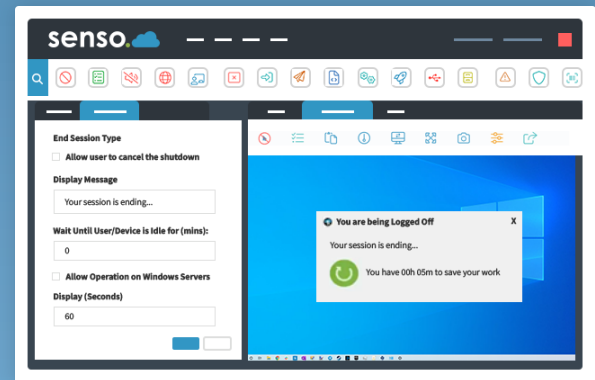 senso.
End Session Type
Allow user to cancel the shutdown
Display Message
Your session is ending...
Wait Until User/Device is Idle for (mins):
0
Allow Operation on Windows Servers
Display (Seconds)
60
You are being Logged Off X
Your session is ending...
You have 00h 05m to save your work